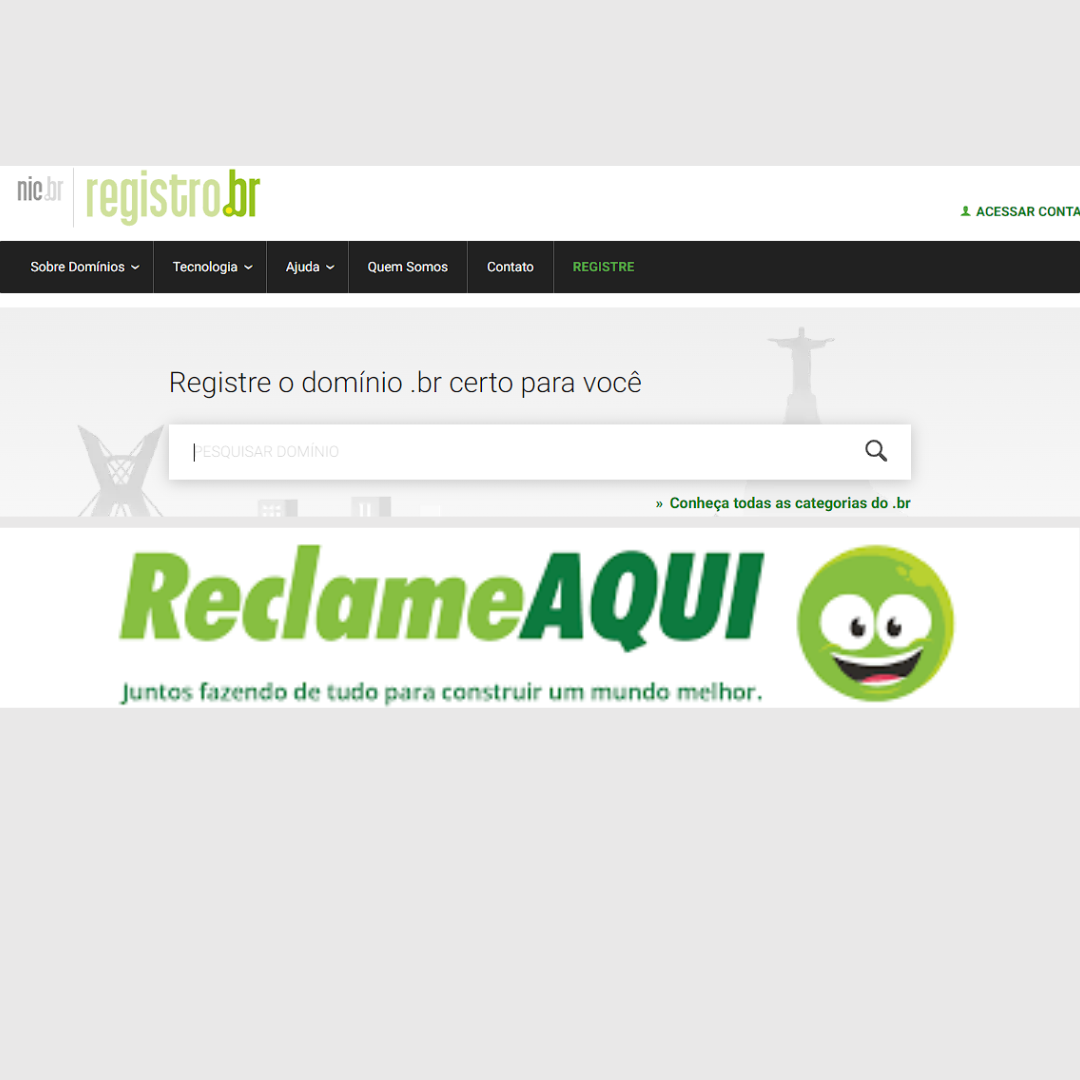 nic.br
registro.br
ACESSAR CONTA
Sobre Domínios
Tecnologia
Ajuda
Quem Somos
Contato
REGISTRE
Registre o domínio .br certo para você
PESQUISAR DOMÍNIO
» Conheça todas as categorias do .br
ReclameAQUI
Juntos fazendo de tudo para construir um mundo melhor.